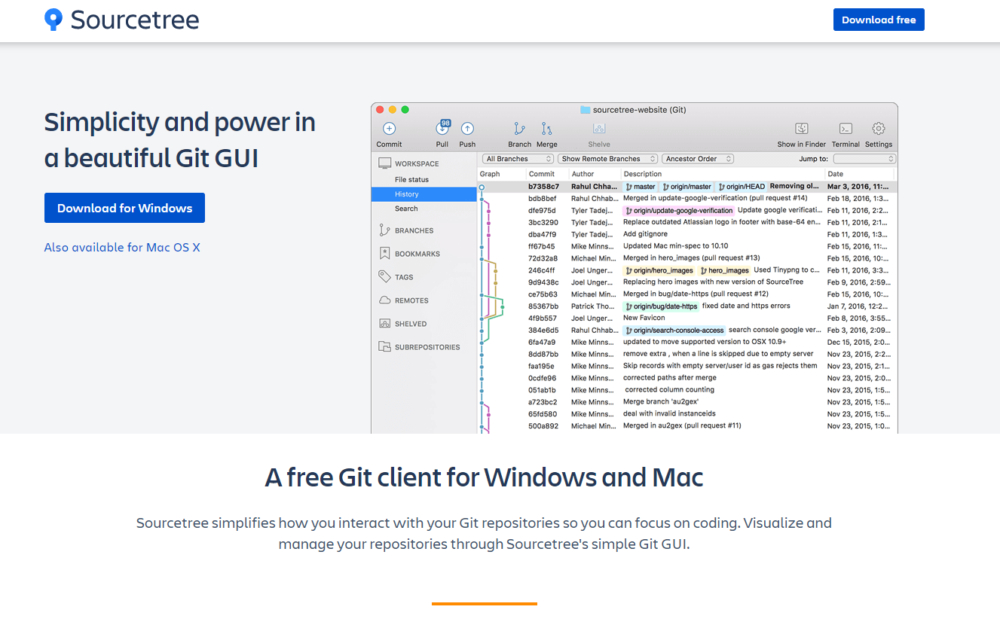 Sourcetree
Download free
Simplicity and power in
a beautiful Git GUI
Download for Windows
Also available for Mac OS X
sourcetree-website (Git)
98
Commit Pull Push Branch Merge Shelve Show in Finder Terminal Settings
WORKSPACE
File status
History
Search
BRANCHES
BOOKMARKS
TAGS
REMOTES
SHELVED
SUBREPOSITORIES
All Branches Show Remote Branches Ancestor Order Jump to:
Graph Commit Author Description Date
b7358c7 Rahul Chha... master origin/master origin/HEAD Removing ol... Mar 3, 2016, 11:...
bdb8bef Rahul Chhab... Merged in update-google-verification (pull request #14) Feb 18, 2016, 1:3...
dfe975d Tyler Tadej... origin/update-google-verification Update google verificati... Feb 11, 2016, 2:2...
3bc3290 Tyler Tadej... Replace outdated Atlassian logo in footer with base-64 en... Feb 11, 2016, 2:1...
dba47f9 Tyler Tadej... Add gitignore Feb 11, 2016, 1:3...
ff67b45 Mike Minns... Updated Mac min-spec to 10.10 Feb 15, 2016, 11:...
72d32a8 Michael Min... Merged in hero_images (pull request #13) Feb 15, 2016, 10:...
246c4ff Joel Unger... origin/hero_images hero_images Used Tinypng to c... Feb 11, 2016, 3:3...
9d9438c Joel Unger... Replacing hero images with new version of SourceTree Feb 9, 2016, 2:59...
ce75b63 Michael Min... Merged in bug/date-https (pull request #12) Feb 15, 2016, 10:...
85367bb Patrick Tho... origin/bug/date-https fixed date and https errors Jan 7, 2016, 12:2...
4f9b557 Joel Unger... New Favicon Feb 8, 2016, 3:55...
384e6d5 Rahul Chhab... origin/search-console-access search console google ver... Feb 3, 2016, 2:09...
6fa47a9 Mike Minns... updated to move supported version to OSX 10.9+ Dec 15, 2015, 2:0...
8dd87bb Mike Minns... remove extra , when a line is skipped due to empty server Nov 23, 2015, 2:2...
faa195e Mike Minns... Skip records with empty server/user id as gas rejects them Nov 23, 2015, 2:1...
0cdfe96 Mike Minns... corrected paths after merge Nov 23, 2015, 2:0...
051ab1b Mike Minns... corrected column counting Nov 23, 2015, 1:5...
a723bc2 Mike Minns... Merge branch 'au2gex' Nov 23, 2015, 1:5...
65fd580 Mike Minns... deal with invalid instanceids Nov 23, 2015, 1:5...
500a892 Michael Min... Merged in au2gex (pull request #11) Nov 23, 2015, 1:0...
A free Git client for Windows and Mac
Sourcetree simplifies how you interact with your Git repositories so you can focus on coding. Visualize and
manage your repositories through Sourcetree's simple Git GUI.